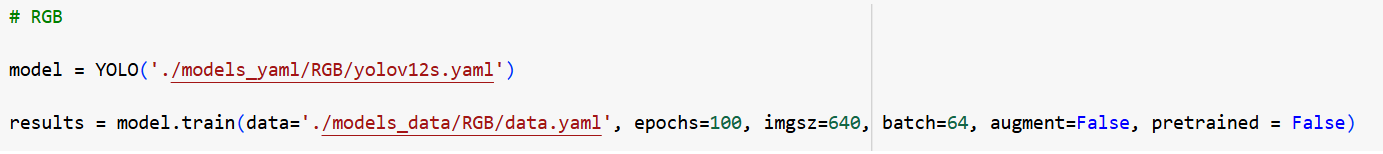 # RGB
model = YOLO('./models_yaml/RGB/yolov12s.yaml')
results = model.train(data='./models_data/RGB/data.yaml', epochs=100, imgsz=640, batch=64, augment=False, pretrained = False)